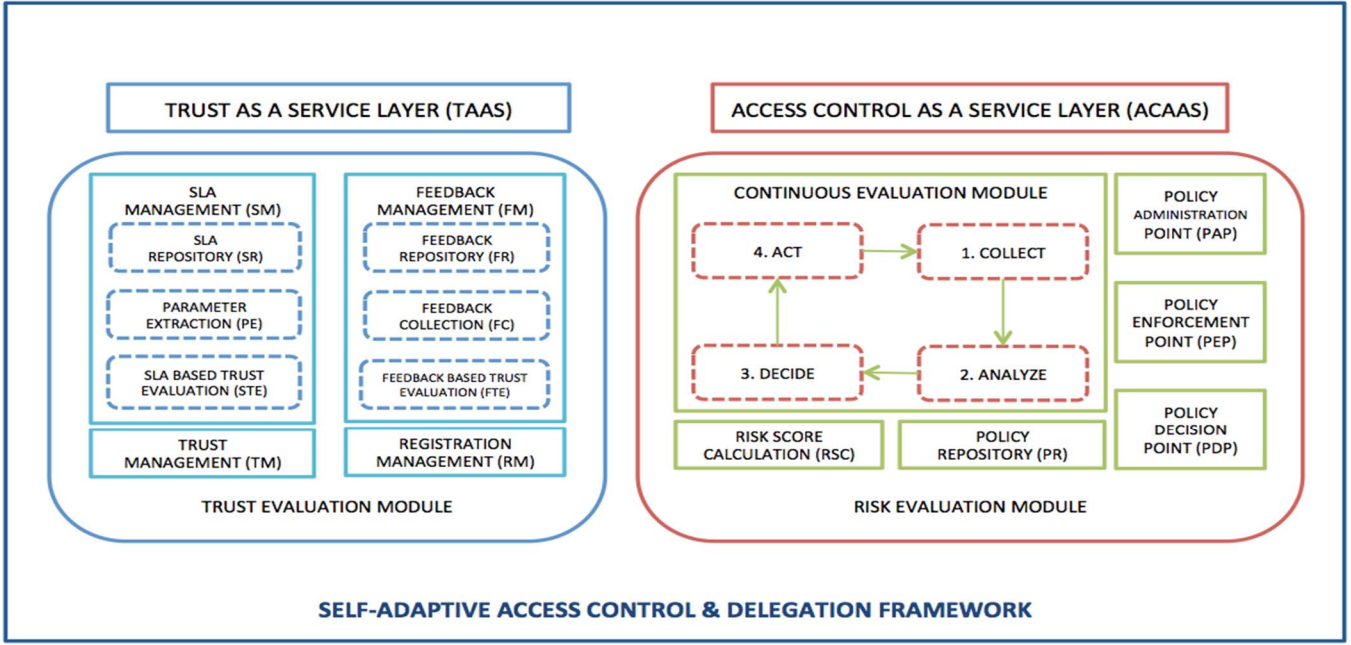 TRUST AS A SERVICE LAYER (TAAS)
SLA
MANAGEMENT (SM)
SLA
REPOSITORY (SR)
PARAMETER
EXTRACTION (PE)
SLA BASED TRUST
EVALUATION (STE)
FEEDBACK
MANAGEMENT (FM)
FEEDBACK
REPOSITORY (FR)
FEEDBACK
COLLECTION (FC)
FEEDBACK BASED TRUST
EVALUATION (FTE)
TRUST
MANAGEMENT (TM)
REGISTRATION
MANAGEMENT (RM)
TRUST EVALUATION MODULE
ACCESS CONTROL AS A SERVICE LAYER (ACAAS)
CONTINUOUS EVALUATION MODULE
4. ACT
1. COLLECT
3. DECIDE
2. ANALYZE
POLICY
ADMINISTRATION
POINT (PAP)
POLICY
ENFORCEMENT
POINT (PEP)
POLICY
DECISION
POINT (PDP)
RISK SCORE
CALCULATION (RSC)
POLICY
REPOSITORY (PR)
RISK EVALUATION MODULE
SELF-ADAPTIVE ACCESS CONTROL & DELEGATION FRAMEWORK